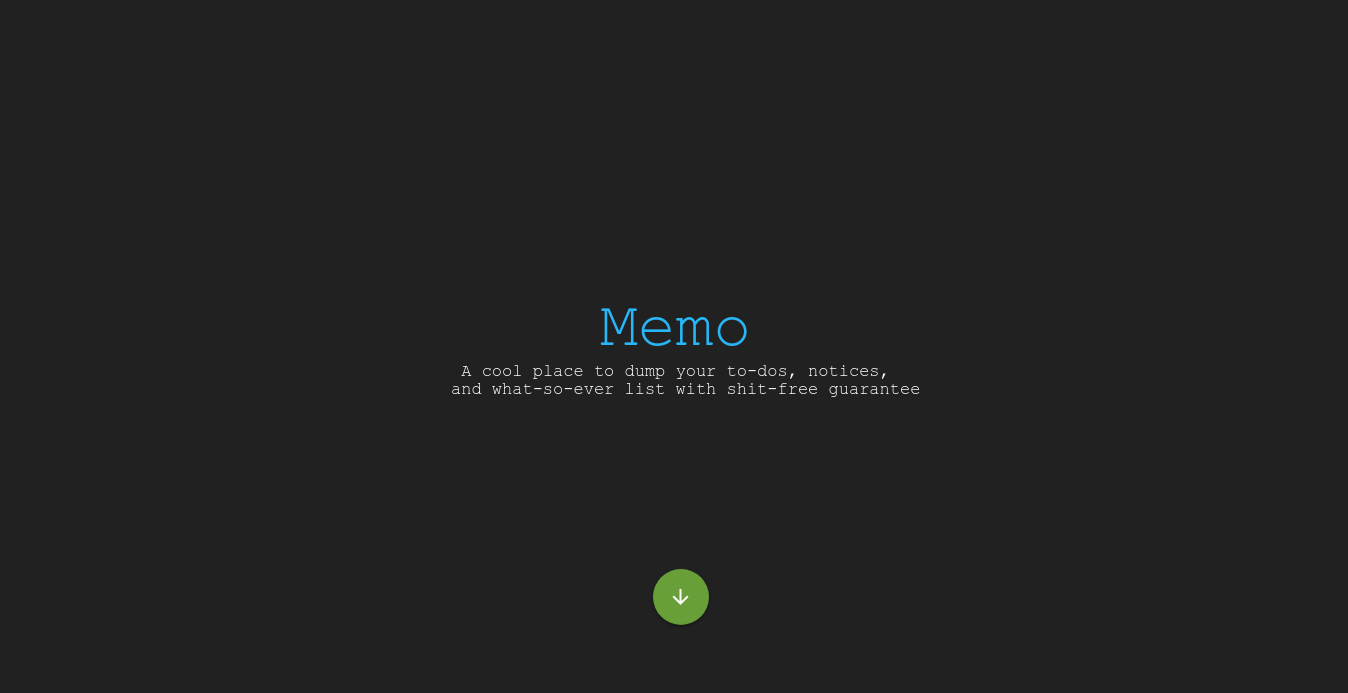 Memo
A cool place to dump your to-dos, notices,
and what-so-ever list with shit-free guarantee